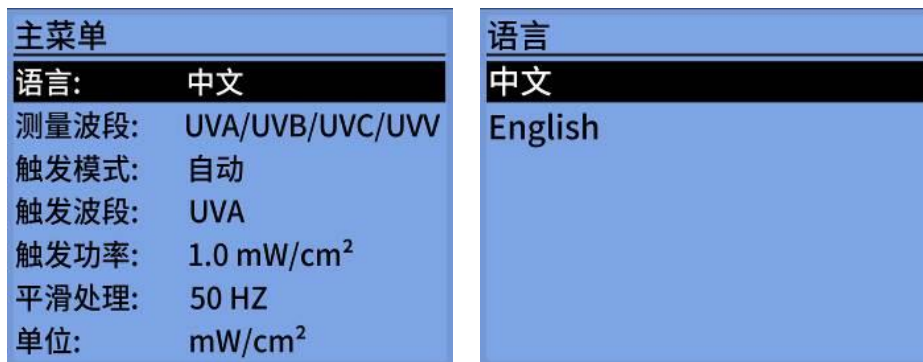 主菜单
语言: 中文
测量波段: UVA/UVB/UVC/UVV
触发模式: 自动
触发波段: UVA
触发功率: 1.0 mW/cm²
平滑处理: 50 HZ
单位: mW/cm²
语言
中文
English